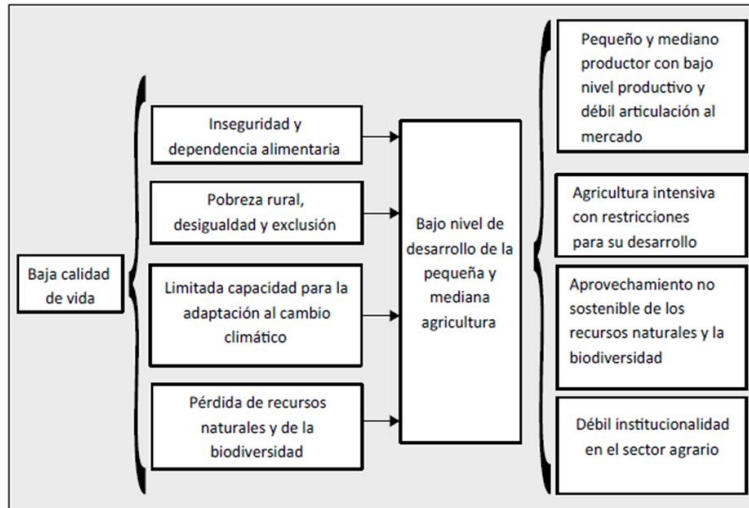 Baja calidad
de vida
Inseguridad y
dependencia alimentaria
Pobreza rural,
desigualdad y exclusión
Limitada capacidad para la
adaptación al cambio
climático
Pérdida de recursos
naturales y de la
biodiversidad
Bajo nivel de
desarrollo de la
pequeña y
mediana
agricultura
Pequeño y mediano
productor con bajo
nivel productivo y
débil articulación al
mercado
Agricultura intensiva
con restricciones
para su desarrollo
Aprovechamiento no
sostenible de los
recursos naturales y la
biodiversidad
Débil institucionalidad
en el sector agrario